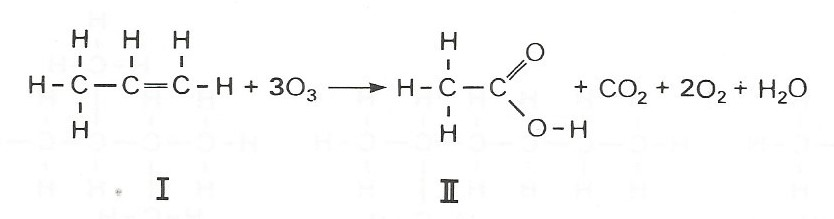 H H H H O
H-C-C=C-H + 3O₃ → H-C-C + CO₂ + 2O₂ + H₂O
H H O-H
I II